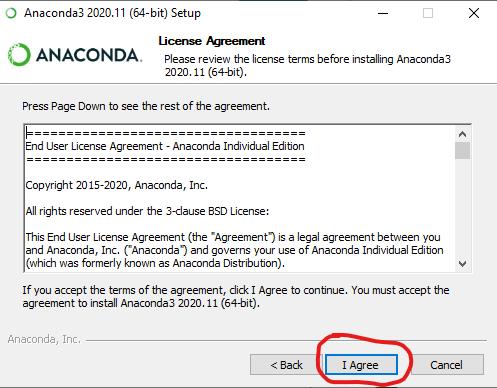 Anaconda3 2020.11 (64-bit) Setup
ANACONDA.
License Agreement
Please review the license terms before installing Anaconda3
2020.11 (64-bit).
Press Page Down to see the rest of the agreement.
===================================
End User License Agreement - Anaconda Individual Edition
===================================
Copyright 2015-2020, Anaconda, Inc.
All rights reserved under the 3-clause BSD License:
This End User License Agreement (the "Agreement") is a legal agreement between you
and Anaconda, Inc. ("Anaconda") and governs your use of Anaconda Individual Edition
(which was formerly known as Anaconda Distribution).
If you accept the terms of the agreement, click I Agree to continue. You must accept the
agreement to install Anaconda3 2020.11 (64-bit).
Anaconda, Inc.
< Back
I Agree
Cancel